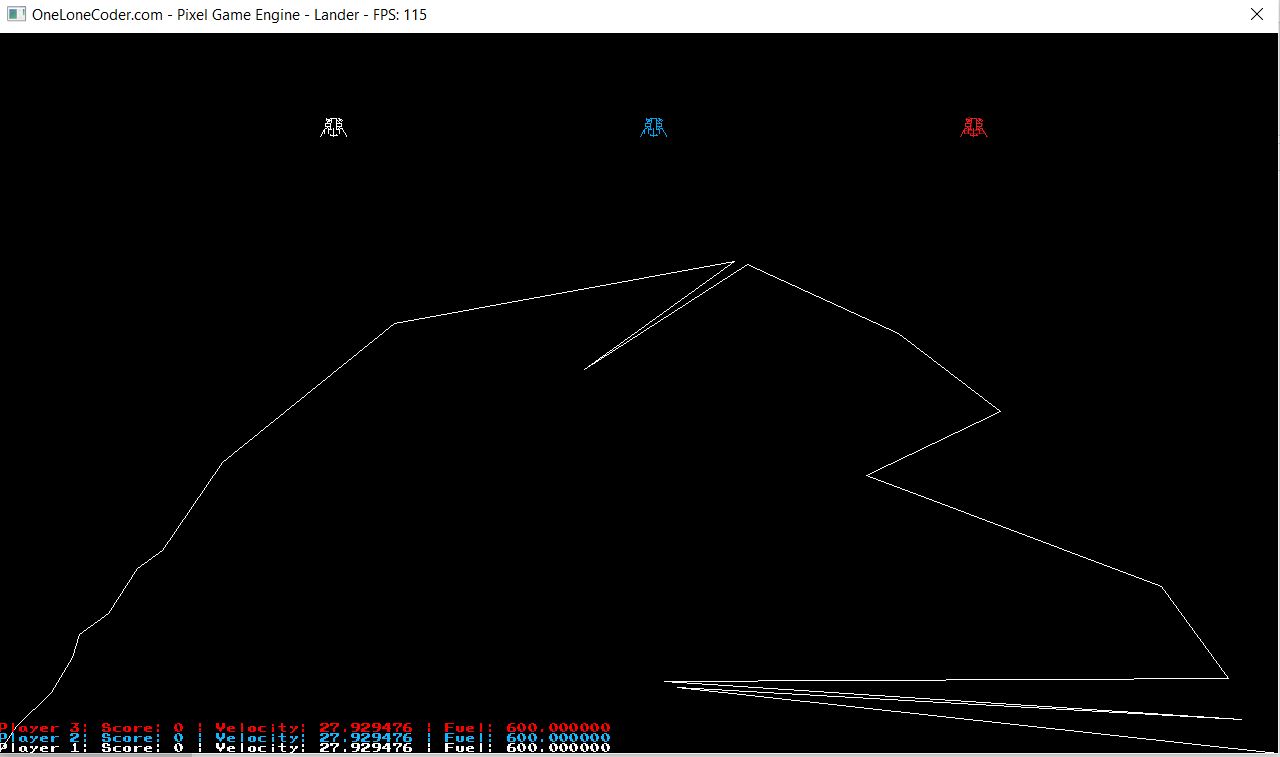 OneLoneCoder.com - Pixel Game Engine - Lander - FPS: 115
Player 3: Score: 0 | Velocity: 27.929476 | Fuel: 600.000000
Player 2: Score: 0 | Velocity: 27.929476 | Fuel: 600.000000
Player 1: Score: 0 | Velocity: 27.929476 | Fuel: 600.000000